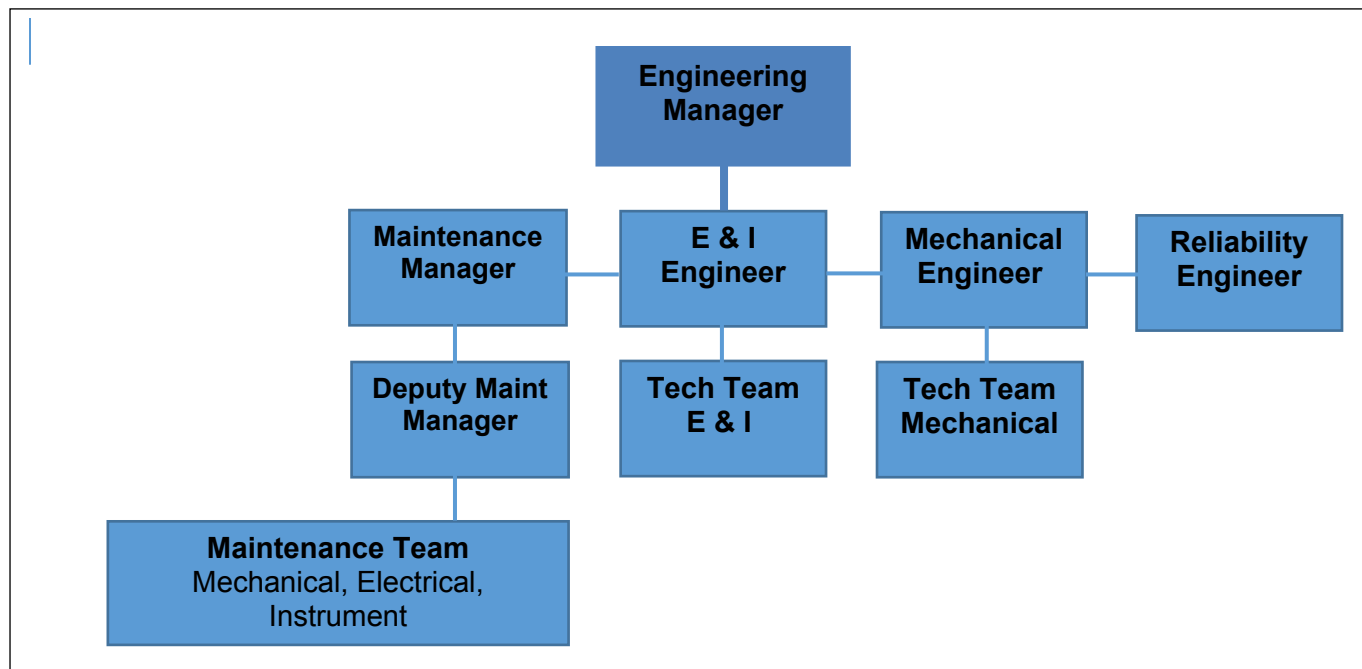 Engineering
Manager
Maintenance
Manager
E & I
Engineer
Mechanical
Engineer
Reliability
Engineer
Deputy Maint
Manager
Tech Team
E & I
Tech Team
Mechanical
Maintenance Team
Mechanical, Electrical,
Instrument